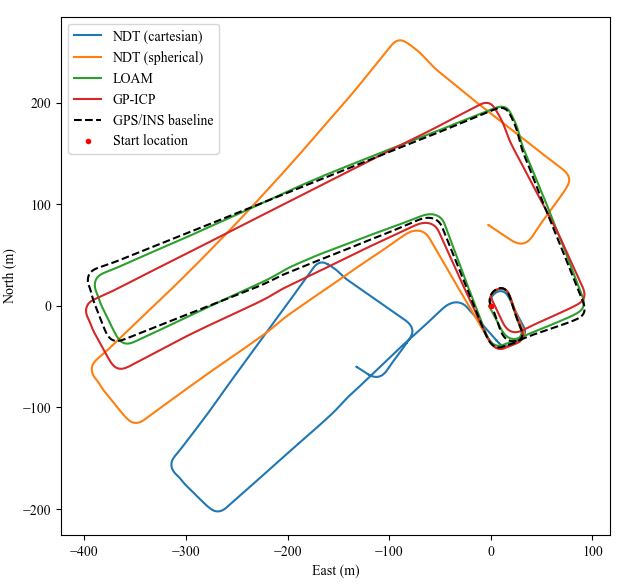 NDT (cartesian)
NDT (spherical)
LOAM
GP-ICP
GPS/INS baseline
Start location
200
100
0
−100
−200
North (m)
−400
−300
−200
−100
0
100
East (m)